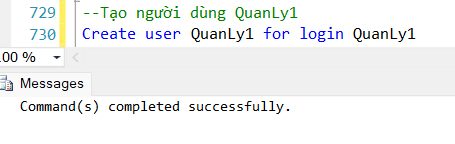 729 --Tạo người dùng QuanLy1
730 Create user QuanLy1 for login QuanLy1
00 %
Messages
Command(s) completed successfully.